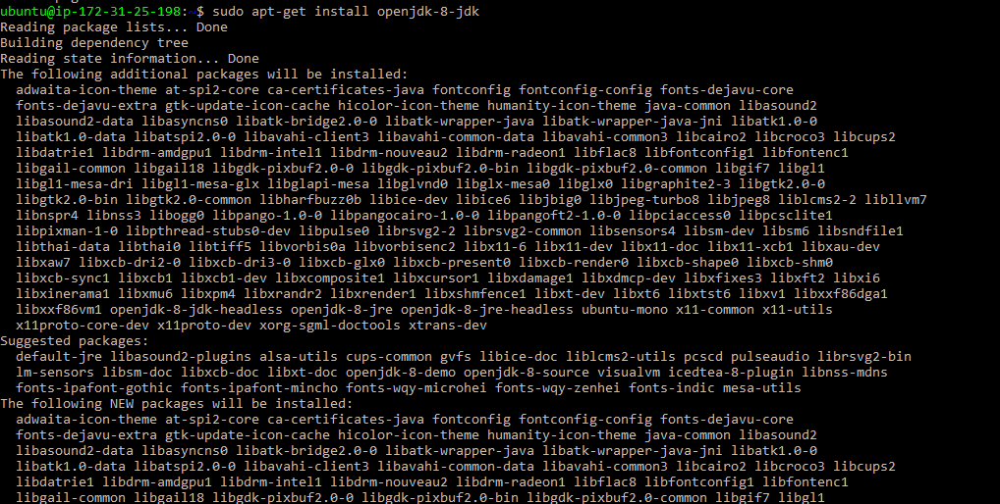 ubuntu@ip-172-31-25-198:~$ sudo apt-get install openjdk-8-jdk
Reading package lists... Done
Building dependency tree
Reading state information... Done
The following additional packages will be installed:
  adwaita-icon-theme at-spi2-core ca-certificates-java fontconfig fontconfig-config fonts-dejavu-core
  fonts-dejavu-extra gtk-update-icon-cache hicolor-icon-theme humanity-icon-theme java-common libasound2
  libasound2-data libasyncns0 libatk-bridge2.0-0 libatk-wrapper-java libatk-wrapper-java-jni libatk1.0-0
  libatk1.0-data libatspi2.0-0 libavahi-client3 libavahi-common-data libavahi-common3 libcairo2 libcroco3 libcups2
  libdatrie1 libdrm-amdgpu1 libdrm-intel1 libdrm-nouveau2 libdrm-radeon1 libflac8 libfontconfig1 libfontenc1
  libgail-common libgail18 libgdk-pixbuf2.0-0 libgdk-pixbuf2.0-bin libgdk-pixbuf2.0-common libgif7 libgl1
  libgl1-mesa-dri libgl1-mesa-glx libglapi-mesa libglvnd0 libglx-mesa0 libglx0 libgraphite2-3 libgtk2.0-0
  libgtk2.0-bin libgtk2.0-common libharfbuzz0b libice-dev libice6 libjbig0 libjpeg-turbo8 libjpeg8 liblcms2-2 libllvm7
  libnspr4 libnss3 libogg0 libpango-1.0-0 libpangocairo-1.0-0 libpangoft2-1.0-0 libpciaccess0 libpcsclite1
  libpixman-1-0 libpthread-stubs0-dev libpulse0 librsvg2-2 librsvg2-common libsensors4 libsm-dev libsm6 libsndfile1
  libthai-data libthai0 libtiff5 libvorbis0a libvorbisenc2 libx11-6 libx11-dev libx11-doc libx11-xcb1 libxau-dev
  libxaw7 libxcb-dri2-0 libxcb-dri3-0 libxcb-glx0 libxcb-present0 libxcb-render0 libxcb-shape0 libxcb-shm0
  libxcb-sync1 libxcb1 libxcb1-dev libxcomposite1 libxcursor1 libxdamage1 libxdmcp-dev libxfixes3 libxft2 libxi6
  libxinerama1 libxmu6 libxpm4 libxrandr2 libxrender1 libxshmfence1 libxt-dev libxt6 libxtst6 libxv1 libxxf86dga1
  libxxf86vm1 openjdk-8-jdk-headless openjdk-8-jre openjdk-8-jre-headless ubuntu-mono x11-common x11-utils
  x11proto-core-dev x11proto-dev xorg-sgml-doctools xtrans-dev
Suggested packages:
  default-jre libasound2-plugins alsa-utils cups-common gvfs libice-doc liblcms2-utils pcscd pulseaudio librsvg2-bin
  lm-sensors libsm-doc libxcb-doc libxt-doc openjdk-8-demo openjdk-8-source visualvm icedtea-8-plugin libnss-mdns
  fonts-ipafont-gothic fonts-ipafont-mincho fonts-wqy-microhei fonts-wqy-zenhei fonts-indic mesa-utils
The following NEW packages will be installed:
  adwaita-icon-theme at-spi2-core ca-certificates-java fontconfig fontconfig-config fonts-dejavu-core
  fonts-dejavu-extra gtk-update-icon-cache hicolor-icon-theme humanity-icon-theme java-common libasound2
  libasound2-data libasyncns0 libatk-bridge2.0-0 libatk-wrapper-java libatk-wrapper-java-jni libatk1.0-0
  libatk1.0-data libatspi2.0-0 libavahi-client3 libavahi-common-data libavahi-common3 libcairo2 libcroco3 libcups2
  libdatrie1 libdrm-amdgpu1 libdrm-intel1 libdrm-nouveau2 libdrm-radeon1 libflac8 libfontconfig1 libfontenc1
  libgail-common libgail18 libgdk-pixbuf2.0-0 libgdk-pixbuf2.0-bin libgdk-pixbuf2.0-common libgif7 libgl1